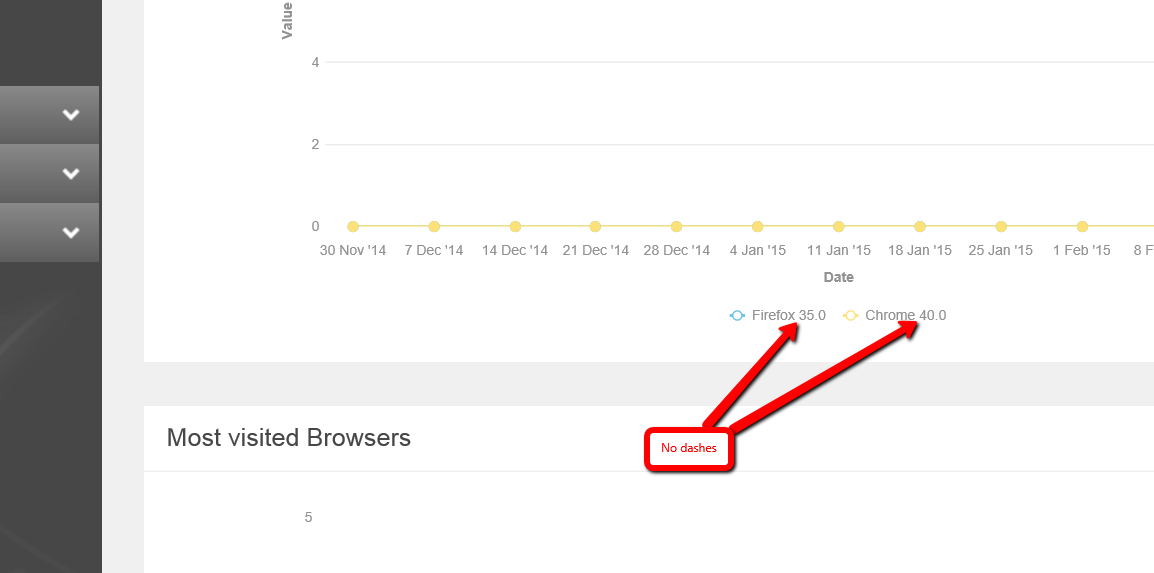 Value
4
2
0
30 Nov '14 7 Dec '14 14 Dec '14 21 Dec '14 28 Dec '14 4 Jan '15 11 Jan '15 18 Jan '15 25 Jan '15 1 Feb '15 8 F
Date
Firefox 35.0 Chrome 40.0
Most visited Browsers
No dashes
5